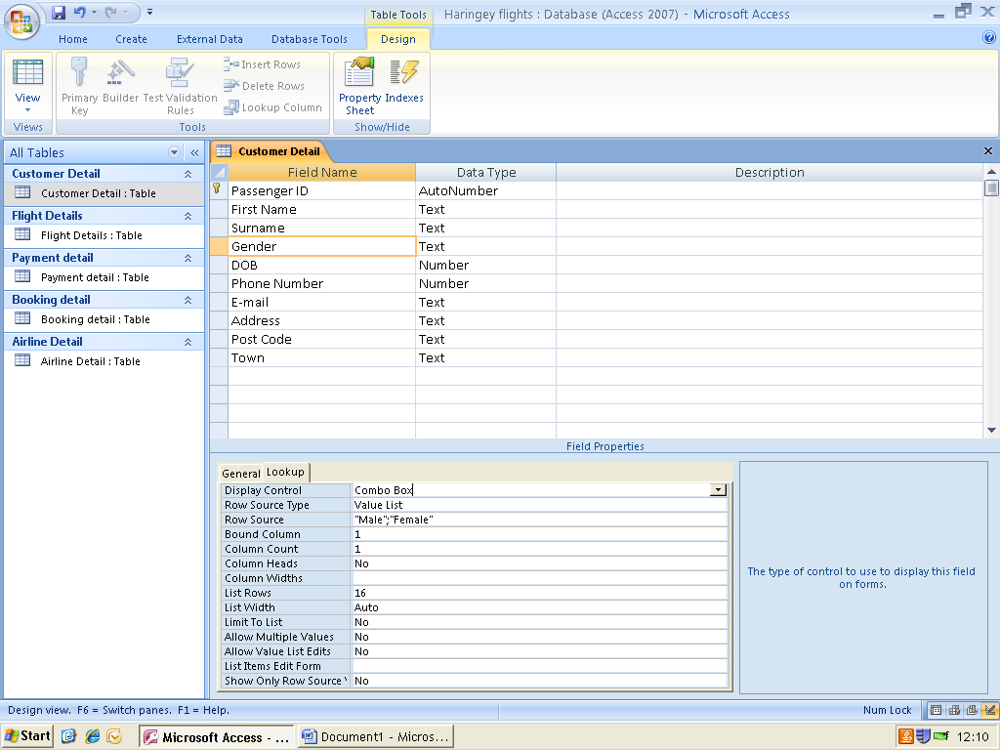 Table Tools
Haringey flights : Database (Access 2007) - Microsoft Access
Home Create External Data Database Tools Design
View
Primary Key
Builder
Test Validation Rules
Insert Rows
Delete Rows
Lookup Column
Property Sheet
Indexes
Views Tools Show/Hide
All Tables
Customer Detail
Customer Detail : Table
Flight Details
Flight Details : Table
Payment detail
Payment detail : Table
Booking detail
Booking detail : Table
Airline Detail
Airline Detail : Table
Customer Detail
Field Name Data Type Description
Passenger ID AutoNumber
First Name Text
Surname Text
Gender Text
DOB Number
Phone Number Number
E-mail Text
Address Text
Post Code Text
Town Text
Field Properties
General Lookup
Display Control Combo Box
Row Source Type Value List
Row Source "Male";"Female"
Bound Column 1
Column Count 1
Column Heads No
Column Widths
List Rows 16
List Width Auto
Limit To List No
Allow Multiple Values No
Allow Value List Edits No
List Items Edit Form
Show Only Row Source No
The type of control to use to display this field
on forms.
Design view. F6 = Switch panes. F1 = Help.
Num Lock
Start
Microsoft Access - ...
Document1 - Micros...
12:10